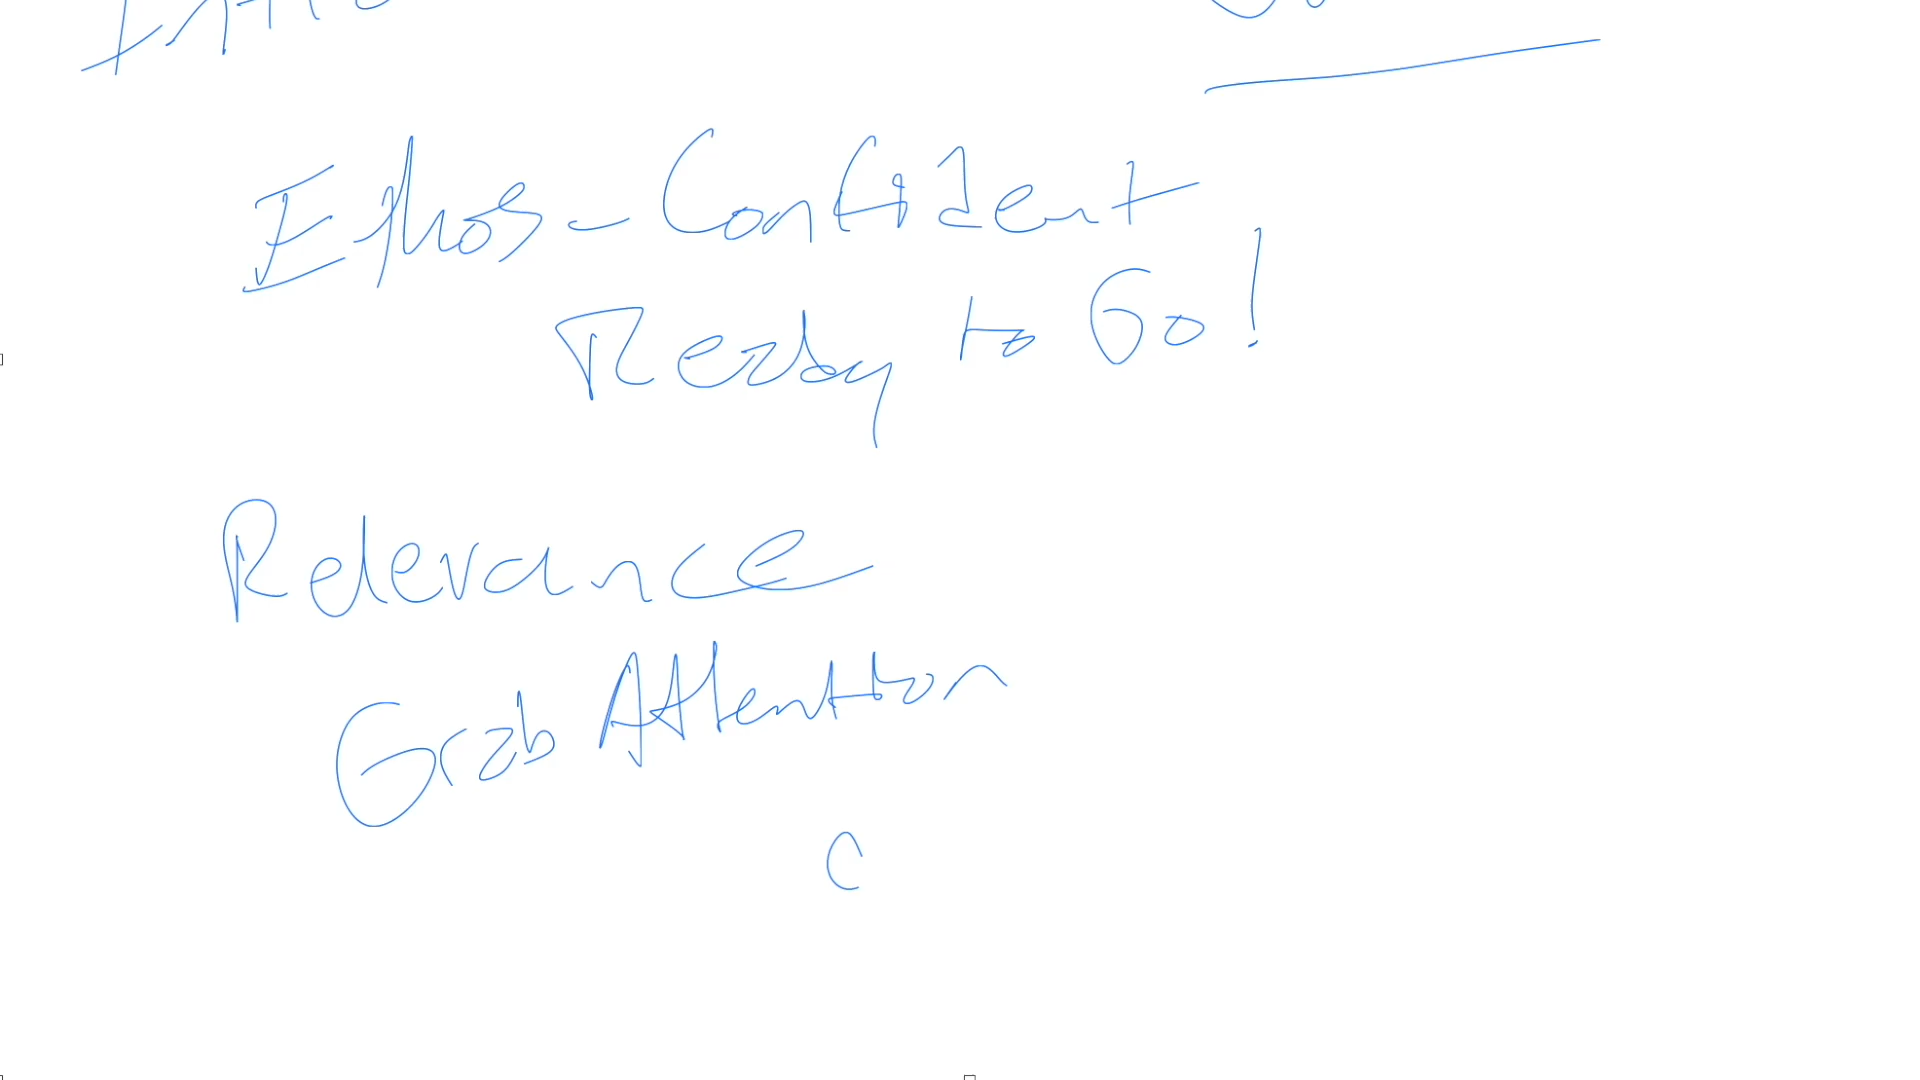 Ethos - Confident
Ready to Go!
Relevance
Grab Attention
C